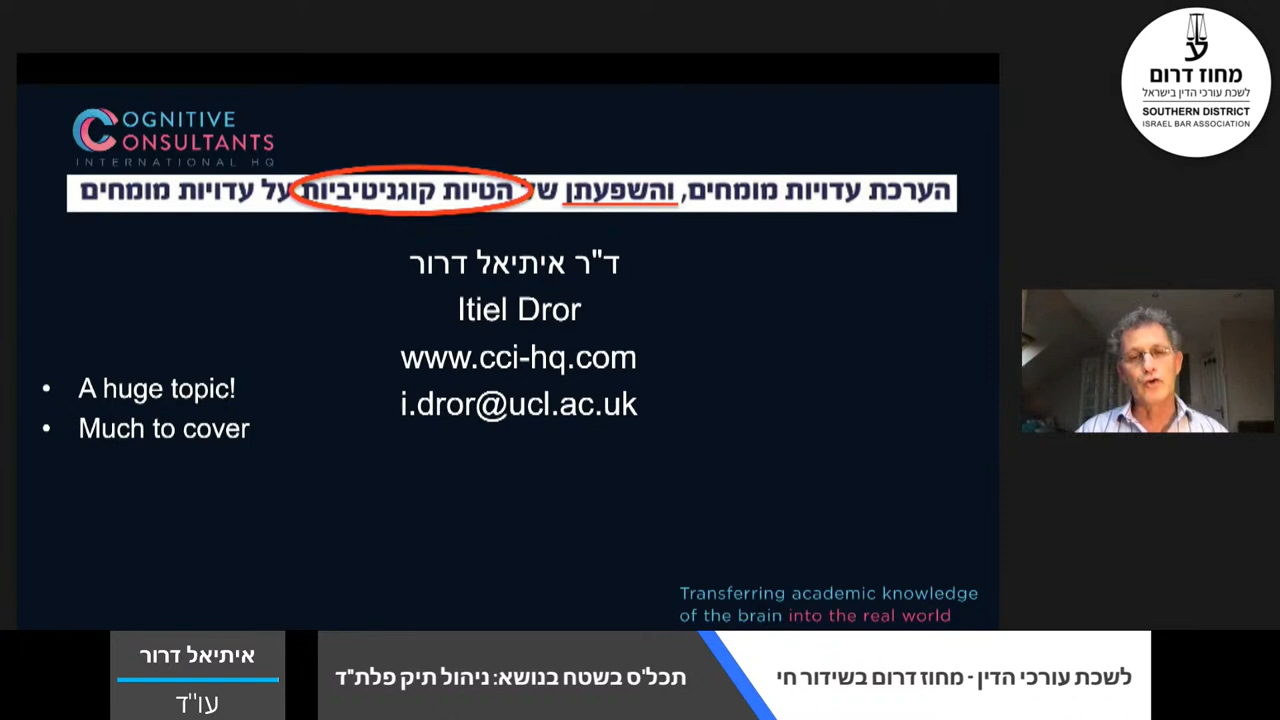 מחוז דרום
לשכת עורכי הדין בישראל
SOUTHERN DISTRICT
ISRAEL BAR ASSOCIATION
COGNITIVE
CONSULTANTS
INTERNATIONAL HQ
הערכת עדויות מומחים, והשפעתן של הטיות קוגניטיביות על עדויות מומחים
ד"ר איתיאל דרור
Itiel Dror
www.cci-hq.com
i.dror@ucl.ac.uk
• A huge topic!
• Much to cover
Transferring academic knowledge
of the brain into the real world
לשכת עורכי הדין - מחוז דרום בשידור חי
תכל'ס בשטח בנושא: ניהול תיק פלת"ד
איתיאל דרור
עו"ד